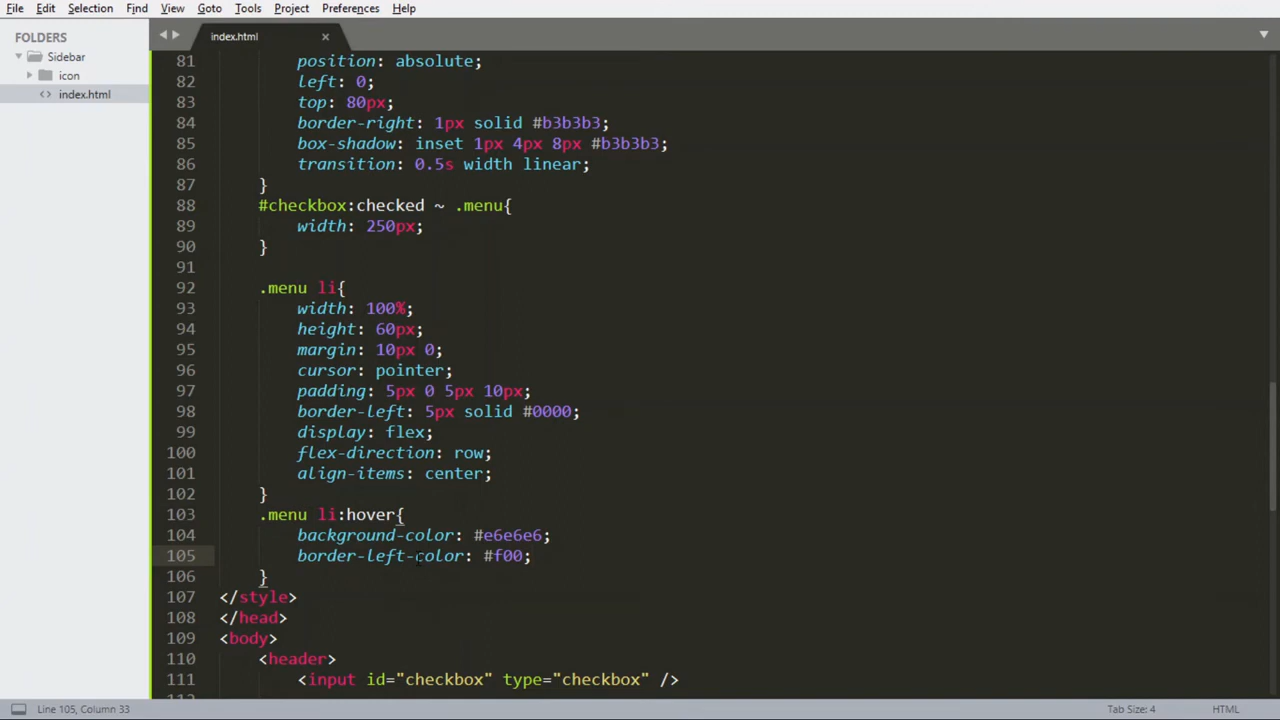 File Edit Selection Find View Goto Tools Project Preferences Help
FOLDERS
Sidebar
icon
<> index.html
index.html ×
81 position: absolute;
82 left: 0;
83 top: 80px;
84 border-right: 1px solid #b3b3b3;
85 box-shadow: inset 1px 4px 8px #b3b3b3;
86 transition: 0.5s width linear;
87 }
88 #checkbox:checked ~ .menu{
89 width: 250px;
90 }
91
92 .menu li{
93 width: 100%;
94 height: 60px;
95 margin: 10px 0;
96 cursor: pointer;
97 padding: 5px 0 5px 10px;
98 border-left: 5px solid #0000;
99 display: flex;
100 flex-direction: row;
101 align-items: center;
102 }
103 .menu li:hover{
104 background-color: #e6e6e6;
105 border-left-color: #f00;
106 }
107 </style>
108 </head>
109 <body>
110 <header>
111 <input id="checkbox" type="checkbox" />
Line 105, Column 33 Tab Size: 4 HTML